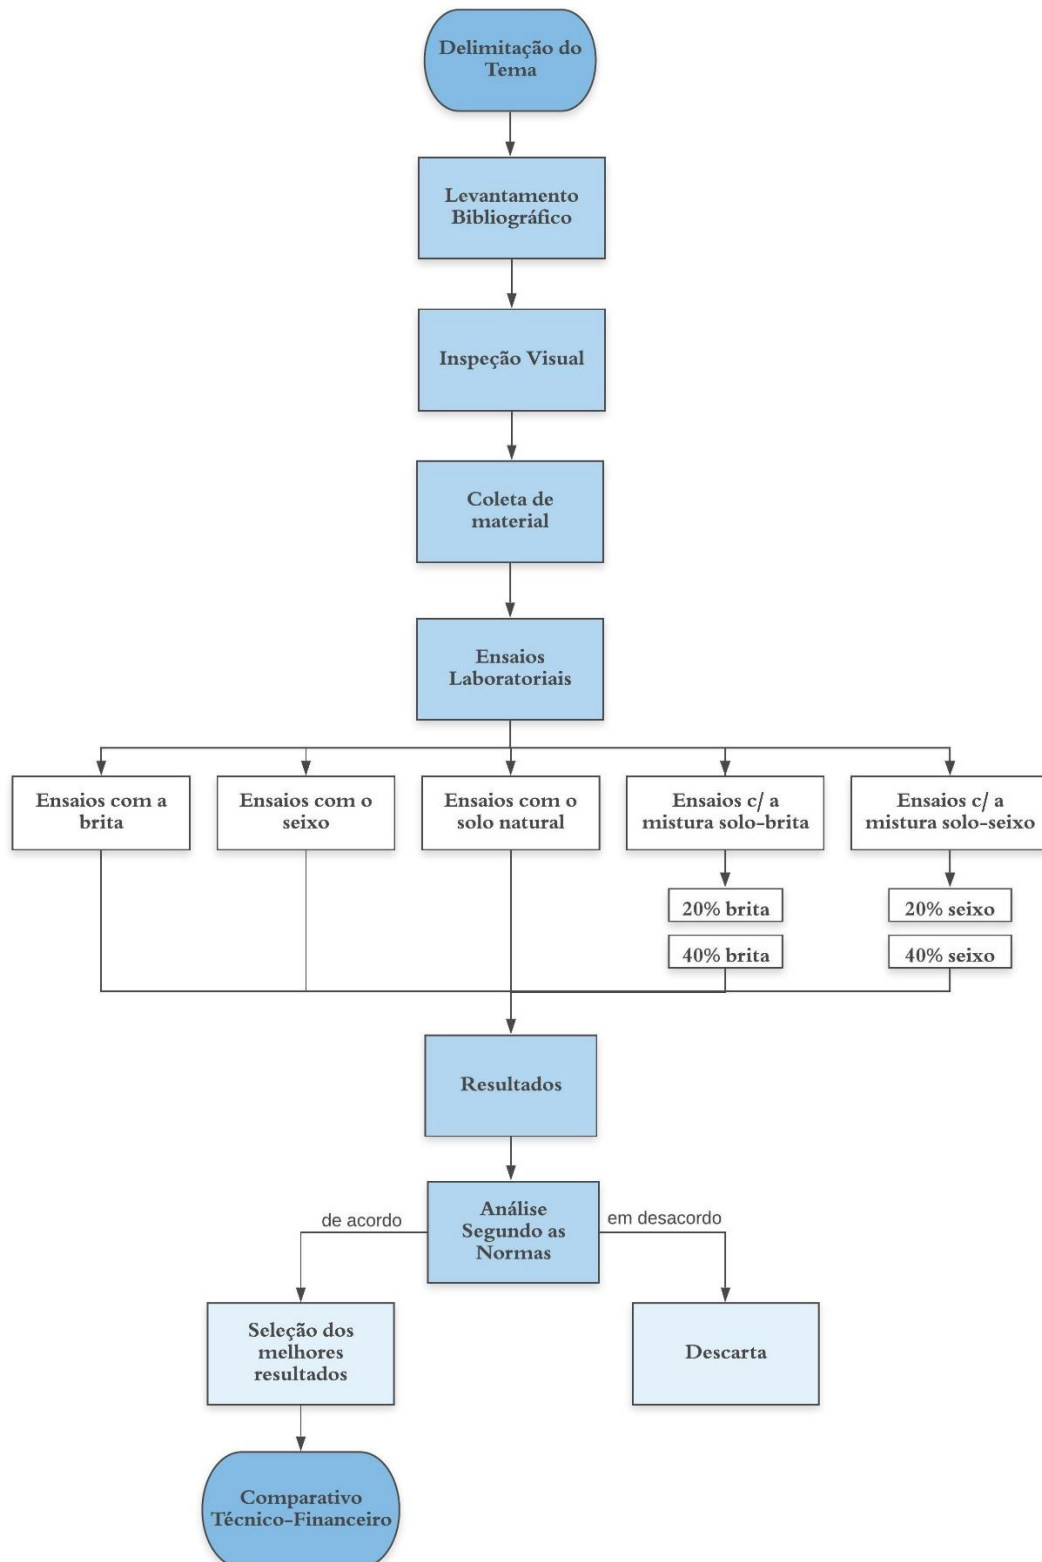 Delimitação do
Tema
Levantamento
Bibliográfico
Inspeção Visual
Coleta de
material
Ensaios
Laboratoriais
Ensaios com a
brita
Ensaios com o
seixo
Ensaios com o
solo natural
Ensaios c/ a
mistura solo-brita
Ensaios c/ a
mistura solo-seixo
20% brita
40% brita
20% seixo
40% seixo
Resultados
Análise
Segundo as
Normas
de acordo
em desacordo
Seleção dos
melhores
resultados
Descarta
Comparativo
Técnico-Financeiro